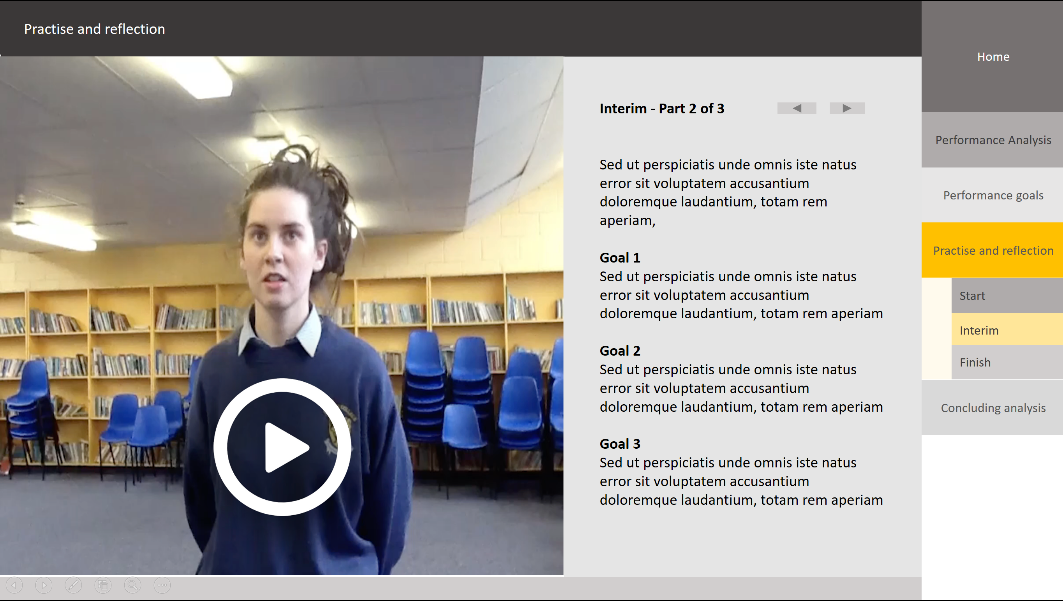 Practise and reflection
Interim - Part 2 of 3
Sed ut perspiciatis unde omnis iste natus
error sit voluptatem accusantium
doloremque laudantium, totam rem
aperiam,
Goal 1
Sed ut perspiciatis unde omnis iste natus
error sit voluptatem accusantium
doloremque laudantium, totam rem aperiam
Goal 2
Sed ut perspiciatis unde omnis iste natus
error sit voluptatem accusantium
doloremque laudantium, totam rem aperiam
Goal 3
Sed ut perspiciatis unde omnis iste natus
error sit voluptatem accusantium
doloremque laudantium, totam rem aperiam
Home
Performance Analysis
Performance goals
Practise and reflection
Start
Interim
Finish
Concluding analysis